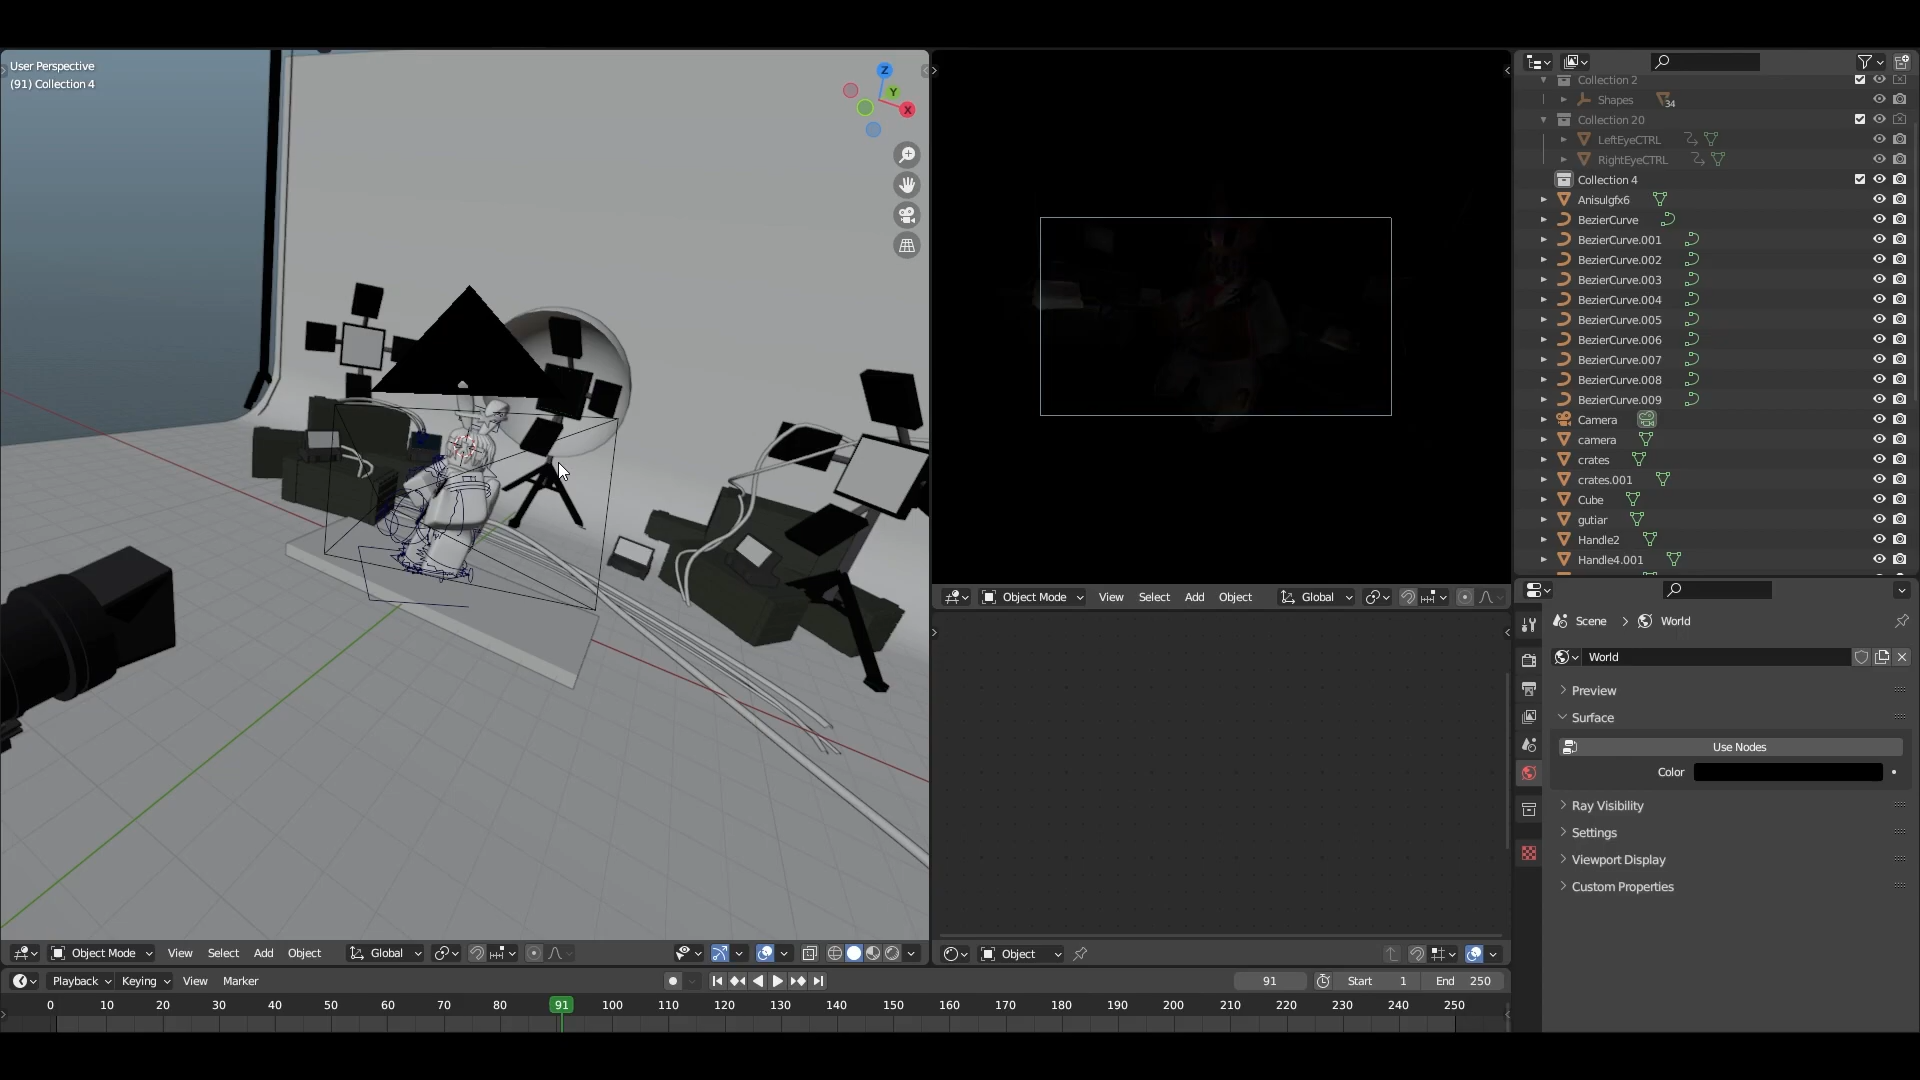 User Perspective
(91) Collection 4
Z
Y
X
Collection 2
Shapes 34
Collection 20
LeftEyeCTRL
RightEyeCTRL
Collection 4
Anisulgfx6
BezierCurve
BezierCurve.001
BezierCurve.002
BezierCurve.003
BezierCurve.004
BezierCurve.005
BezierCurve.006
BezierCurve.007
BezierCurve.008
BezierCurve.009
Camera
camera
crates
crates.001
Cube
gutiar
Handle2
Handle4.001
Object Mode View Select Add Object Global
Scene World
World
Preview
Surface
Use Nodes
Color
Ray Visibility
Settings
Viewport Display
Custom Properties
Object Mode View Select Add Object Global
Object
Playback Keying View Marker
91 Start 1 End 250
0 10 20 30 40 50 60 70 80 91 100 110 120 130 140 150 160 170 180 190 200 210 220 230 240 250